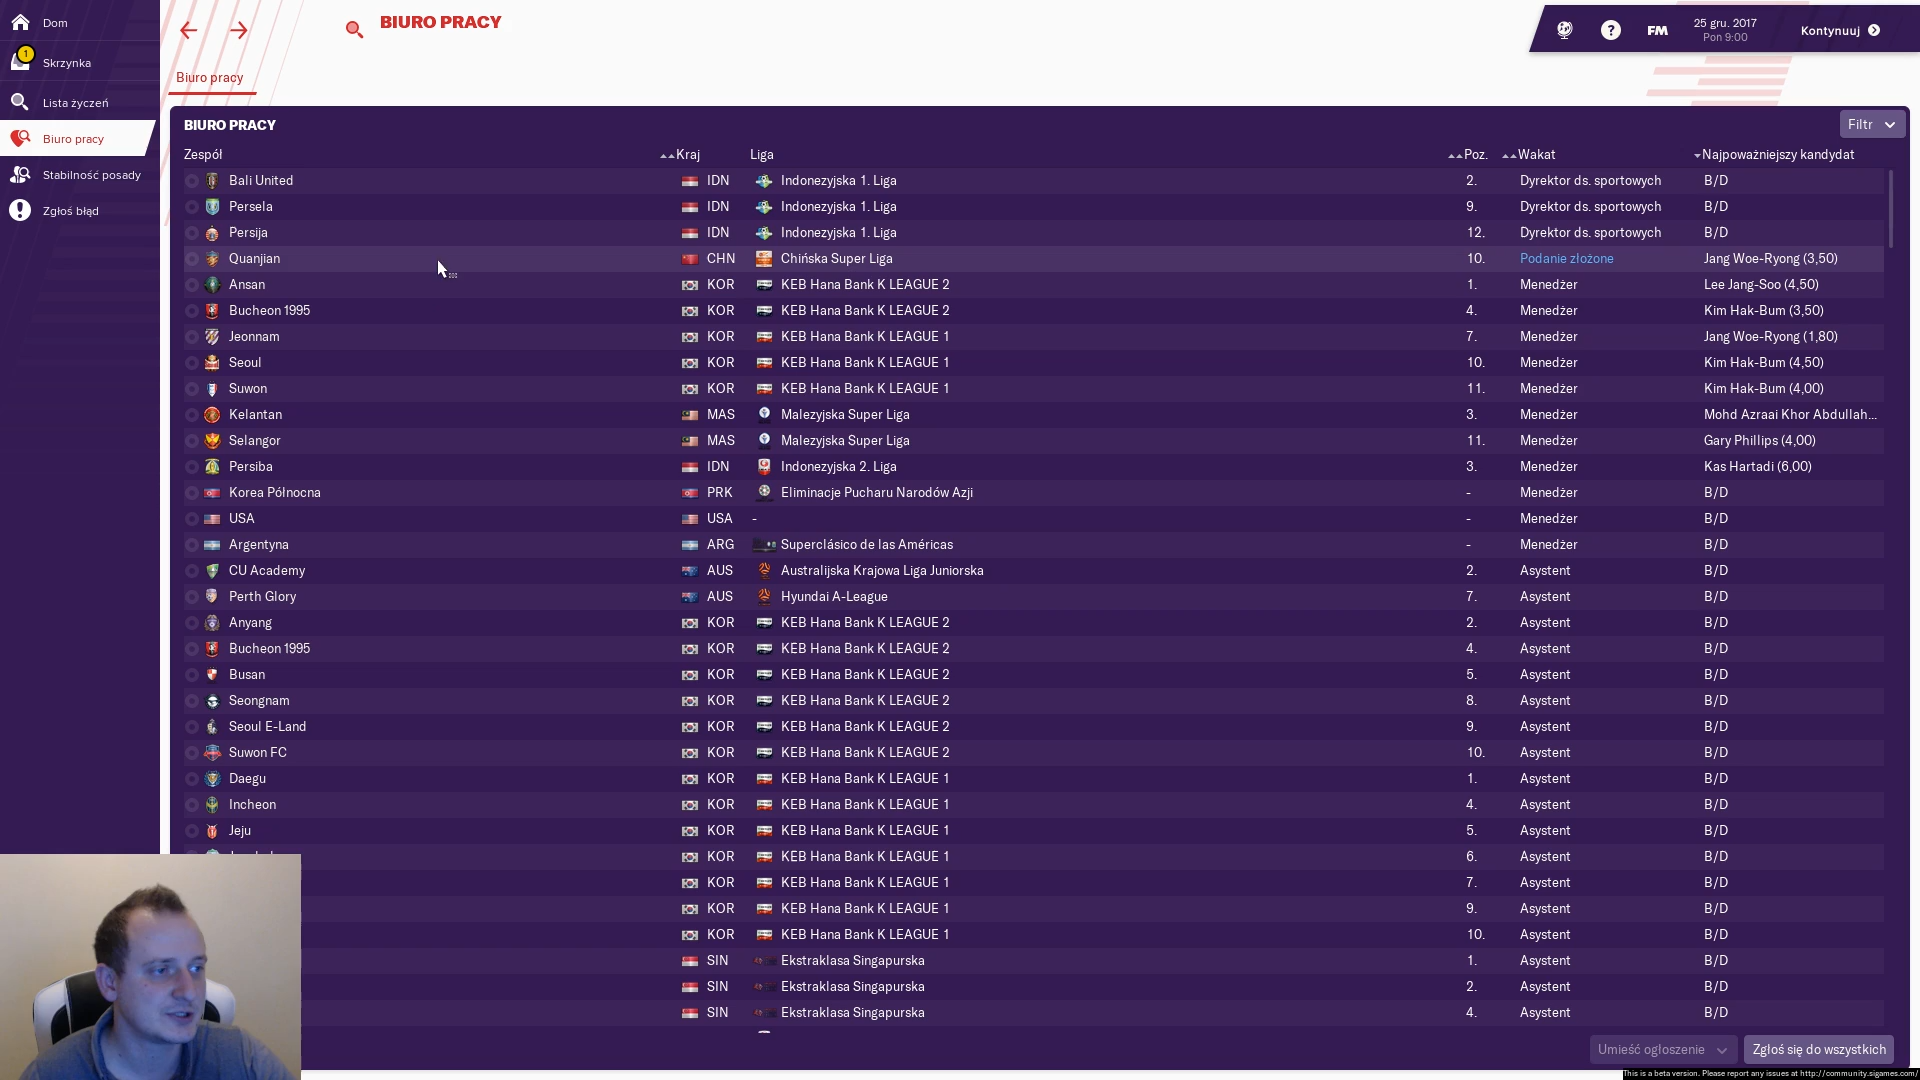 Dom
1
Skrzynka
Lista życzeń
Biuro pracy
Stabilność posady
Zgłoś błąd
BIURO PRACY
FM
25 gru. 2017
Pon 9:00
Kontynuuj
Biuro pracy
BIURO PRACY
Filtr
Zespół Kraj Liga Poz. Wakat Najpoważniejszy kandydat
Bali United IDN Indonezyjska 1. Liga 2. Dyrektor ds. sportowych B/D
Persela IDN Indonezyjska 1. Liga 9. Dyrektor ds. sportowych B/D
Persija IDN Indonezyjska 1. Liga 12. Dyrektor ds. sportowych B/D
Quanjian CHN Chińska Super Liga 10. Podanie złożone Jang Woe-Ryong (3,50)
Ansan KOR KEB Hana Bank K LEAGUE 2 1. Menedżer Lee Jang-Soo (4,50)
Bucheon 1995 KOR KEB Hana Bank K LEAGUE 2 4. Menedżer Kim Hak-Bum (3,50)
Jeonnam KOR KEB Hana Bank K LEAGUE 1 7. Menedżer Jang Woe-Ryong (1,80)
Seoul KOR KEB Hana Bank K LEAGUE 1 10. Menedżer Kim Hak-Bum (4,50)
Suwon KOR KEB Hana Bank K LEAGUE 1 11. Menedżer Kim Hak-Bum (4,00)
Kelantan MAS Malezyjska Super Liga 3. Menedżer Mohd Azraai Khor Abdullah...
Selangor MAS Malezyjska Super Liga 11. Menedżer Gary Phillips (4,00)
Persiba IDN Indonezyjska 2. Liga 3. Menedżer Kas Hartadi (6,00)
Korea Północna PRK Eliminacje Pucharu Narodów Azji - Menedżer B/D
USA USA - - Menedżer B/D
Argentyna ARG Superclásico de las Américas - Menedżer B/D
CU Academy AUS Australijska Krajowa Liga Juniorska 2. Asystent B/D
Perth Glory AUS Hyundai A-League 7. Asystent B/D
Anyang KOR KEB Hana Bank K LEAGUE 2 2. Asystent B/D
Bucheon 1995 KOR KEB Hana Bank K LEAGUE 2 4. Asystent B/D
Busan KOR KEB Hana Bank K LEAGUE 2 5. Asystent B/D
Seongnam KOR KEB Hana Bank K LEAGUE 2 8. Asystent B/D
Seoul E-Land KOR KEB Hana Bank K LEAGUE 2 9. Asystent B/D
Suwon FC KOR KEB Hana Bank K LEAGUE 2 10. Asystent B/D
Daegu KOR KEB Hana Bank K LEAGUE 1 1. Asystent B/D
Incheon KOR KEB Hana Bank K LEAGUE 1 4. Asystent B/D
Jeju KOR KEB Hana Bank K LEAGUE 1 5. Asystent B/D
KOR KEB Hana Bank K LEAGUE 1 6. Asystent B/D
KOR KEB Hana Bank K LEAGUE 1 7. Asystent B/D
KOR KEB Hana Bank K LEAGUE 1 9. Asystent B/D
KOR KEB Hana Bank K LEAGUE 1 10. Asystent B/D
SIN Ekstraklasa Singapurska 1. Asystent B/D
SIN Ekstraklasa Singapurska 2. Asystent B/D
SIN Ekstraklasa Singapurska 4. Asystent B/D
Umieść ogłoszenie
Zgłoś się do wszystkich
This is a beta version. Please report any issues at http://community.sigames.com/